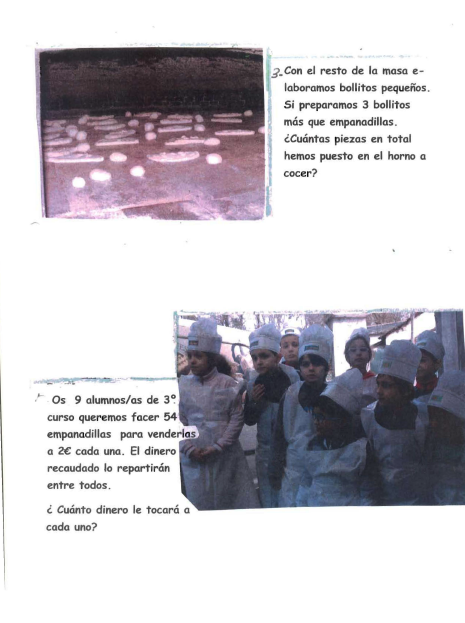 3- Con el resto de la masa e-
laboramos bollitos pequeños.
Si preparamos 3 bollitos
más que empanadillas.
¿Cuántas piezas en total
hemos puesto en el horno a
cocer?
Os 9 alumnos/as de 3º
curso queremos facer 54
empanadillas para venderlas
a 2€ cada una. El dinero
recaudado lo repartirán
entre todos.
¿ Cuánto dinero le tocará a
cada uno?